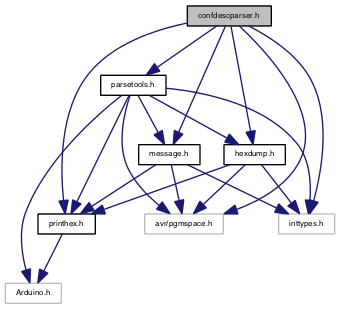 confdescparser.h
parsetools.h
message.h
hexdump.h
printhex.h
avr/pgmspace.h
inttypes.h
Arduino.h